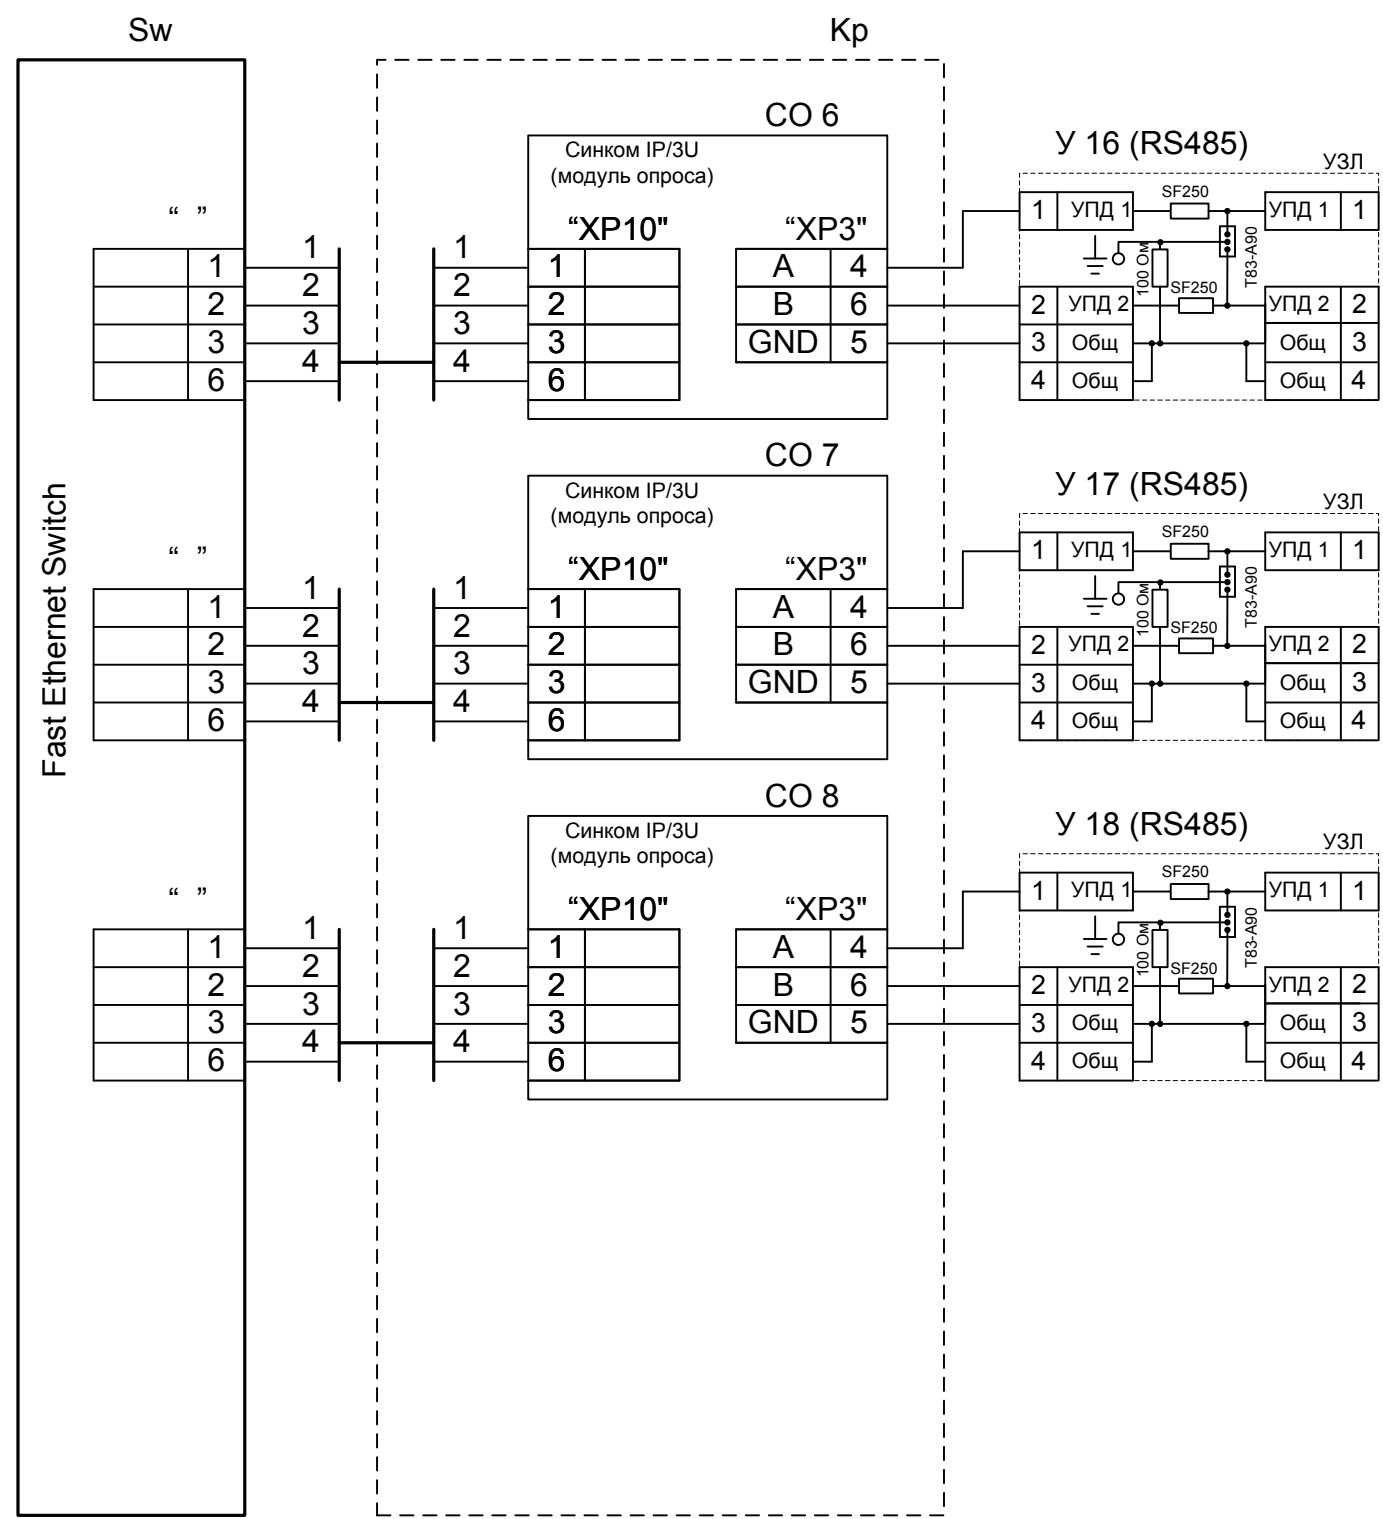 Sw
Kp
Fast Ethernet Switch
CO 6
Синком IP/3U
(модуль опроса)
“ ”
1
2
3
6
1
2
3
4
1
2
3
4
“XP10"
1
2
3
6
“XP3"
A 4
B 6
GND 5
У 16 (RS485)
УЗЛ
1 УПД 1
SF250
УПД 1 1
100 Ом
T83-A90
2 УПД 2
SF250
УПД 2 2
3 Общ
Общ 3
4 Общ
Общ 4
CO 7
Синком IP/3U
(модуль опроса)
“ ”
1
2
3
6
1
2
3
4
1
2
3
4
“XP10"
1
2
3
6
“XP3"
A 4
B 6
GND 5
У 17 (RS485)
УЗЛ
1 УПД 1
SF250
УПД 1 1
100 Ом
T83-A90
2 УПД 2
SF250
УПД 2 2
3 Общ
Общ 3
4 Общ
Общ 4
CO 8
Синком IP/3U
(модуль опроса)
“ ”
1
2
3
6
1
2
3
4
1
2
3
4
“XP10"
1
2
3
6
“XP3"
A 4
B 6
GND 5
У 18 (RS485)
УЗЛ
1 УПД 1
SF250
УПД 1 1
100 Ом
T83-A90
2 УПД 2
SF250
УПД 2 2
3 Общ
Общ 3
4 Общ
Общ 4